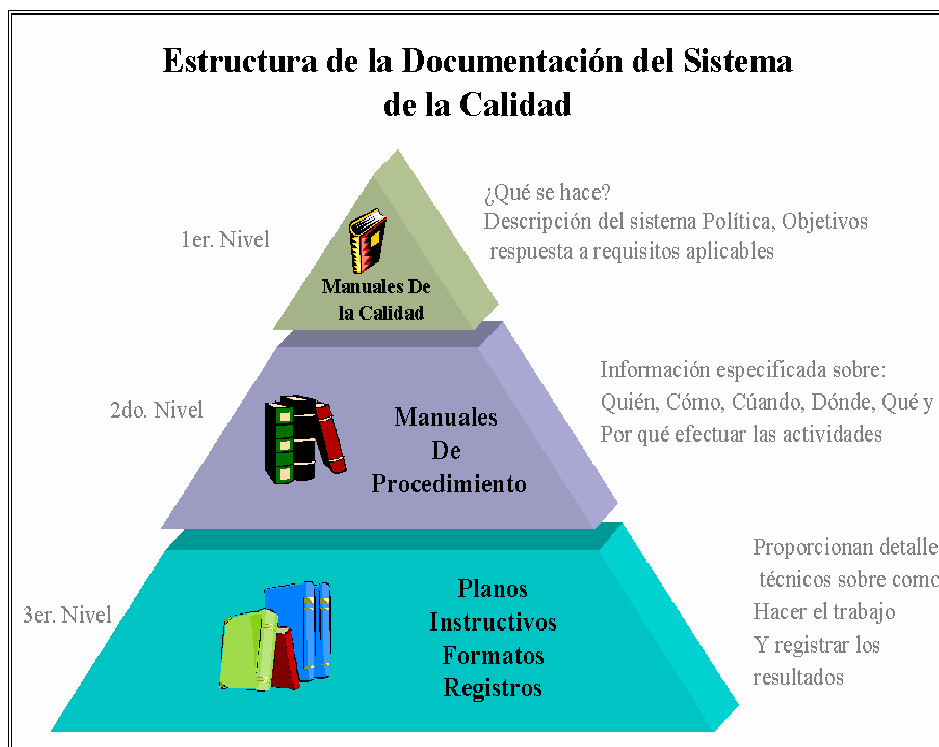 Estructura de la Documentación del Sistema
de la Calidad
1er. Nivel
Manuales De
la Calidad
¿Qué se hace?
Descripción del sistema Política, Objetivos
respuesta a requisitos aplicables
2do. Nivel
Manuales
De
Procedimiento
Información especificada sobre:
Quién, Cómo, Cúando, Dónde, Qué y
Por qué efectuar las actividades
3er. Nivel
Planos
Instructivos
Formatos
Registros
Proporcionan detalle
técnicos sobre como
Hacer el trabajo
Y registrar los
resultados